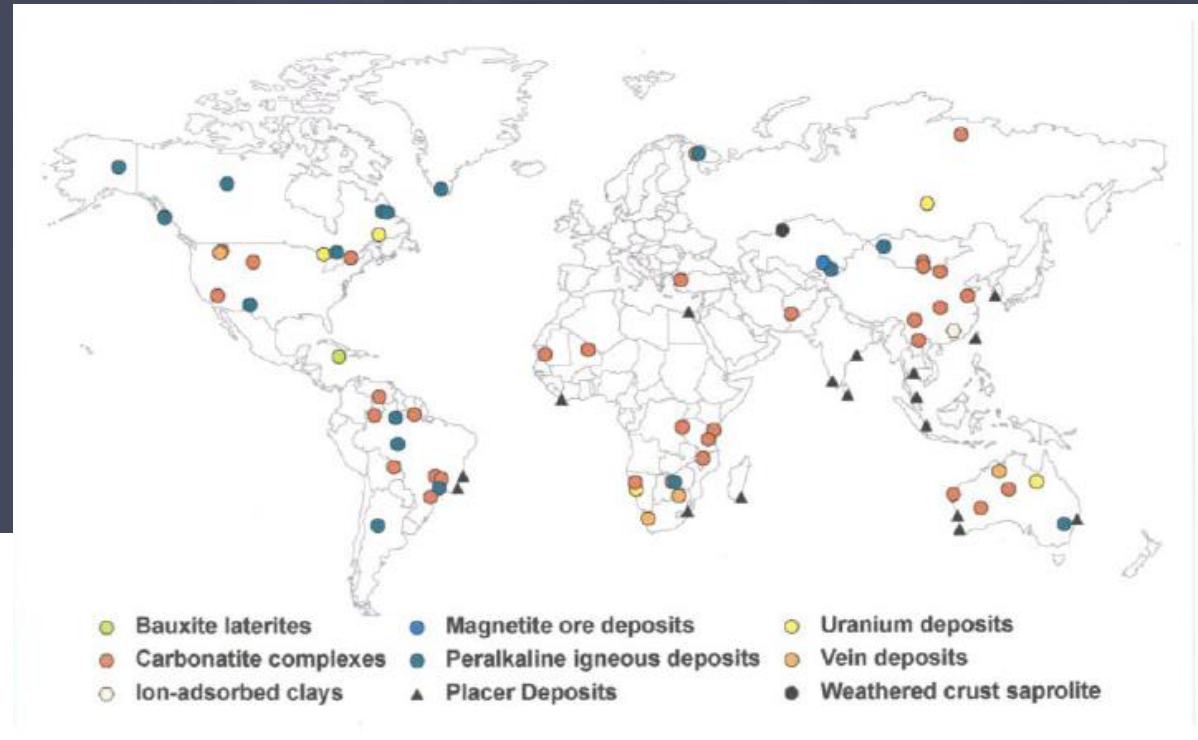 Bauxite laterites
Carbonatite complexes
Ion-adsorbed clays
Magnetite ore deposits
Peralkaline igneous deposits
Placer Deposits
Uranium deposits
Vein deposits
Weathered crust saprolite